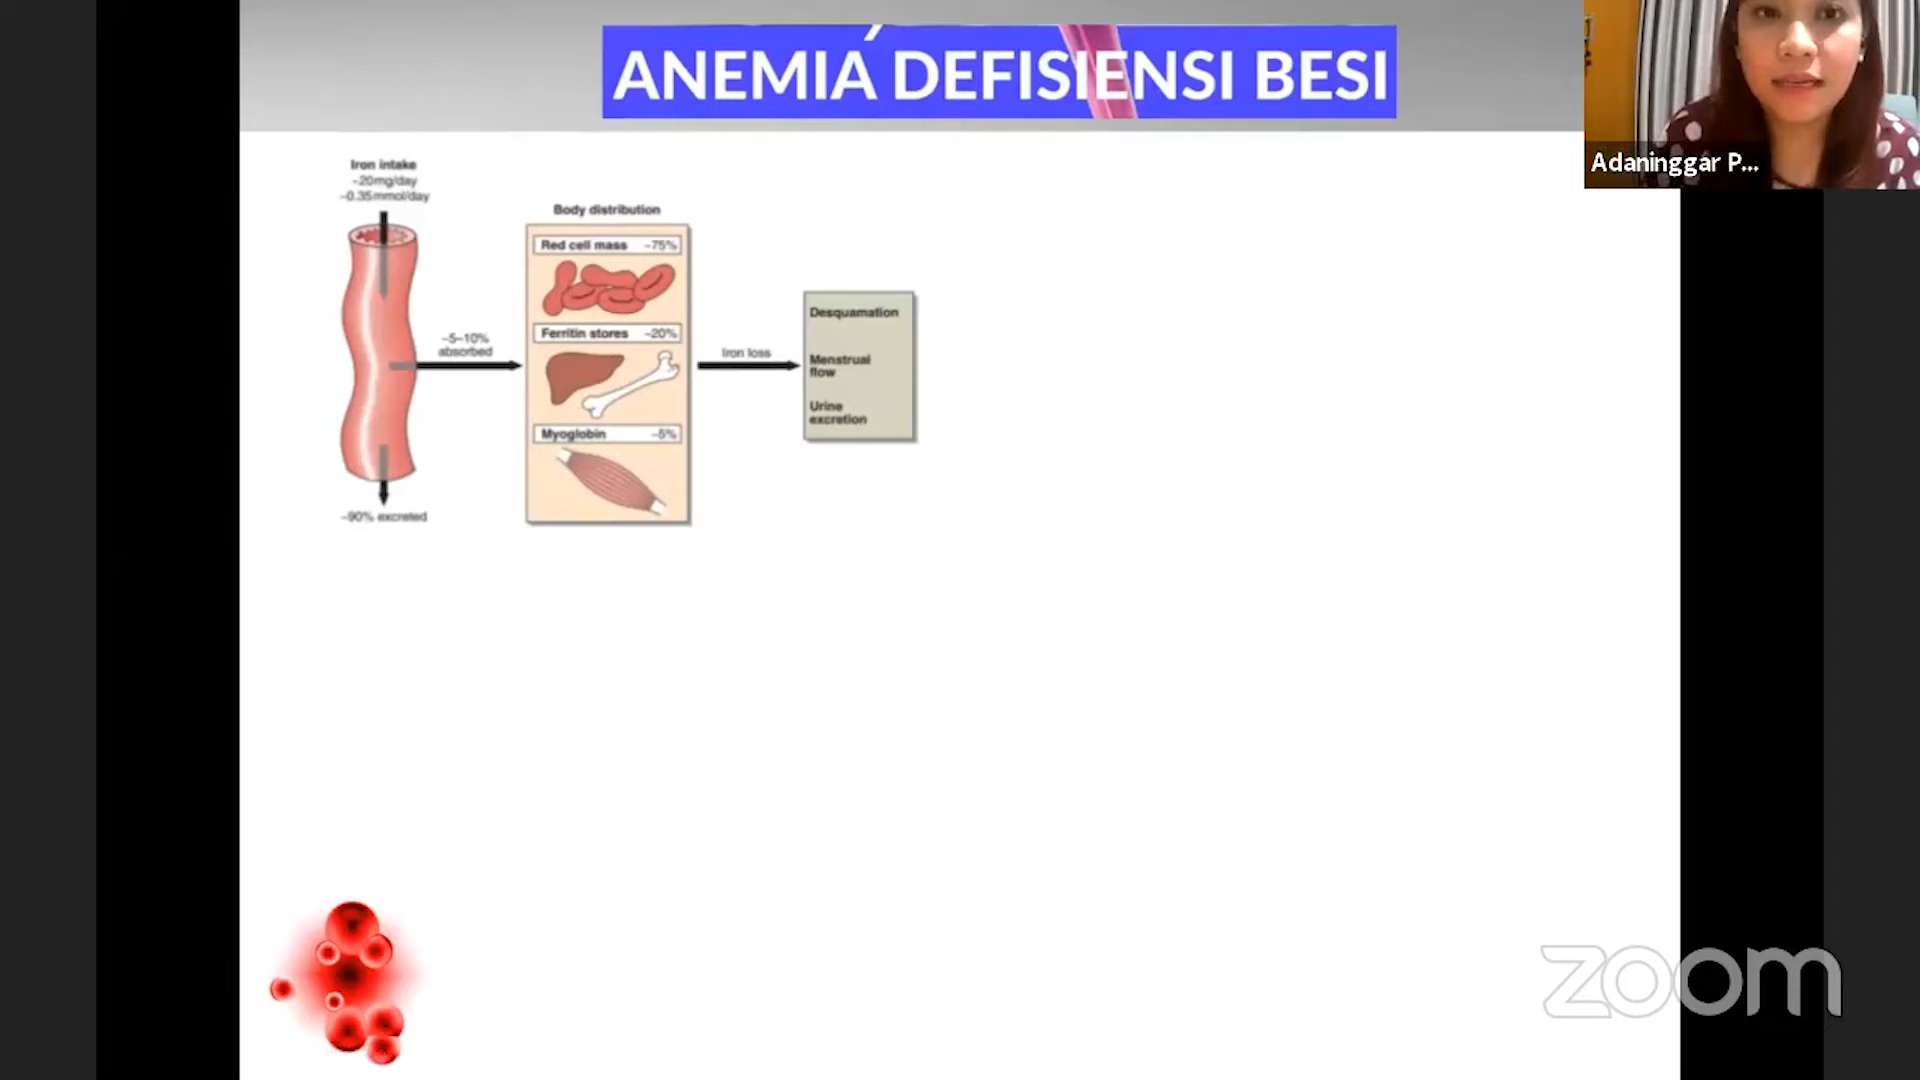 ANEMIA DEFISIENSI BESI
Adaninggar P...
Iron intake
~20mg/day
~0.35mmol/day
Body distribution
Red cell mass ~75%
Ferritin stores ~20%
Myoglobin ~5%
~5–10%
absorbed
~90% excreted
Iron loss
Desquamation
Menstrual
flow
Urine
excretion
zoom